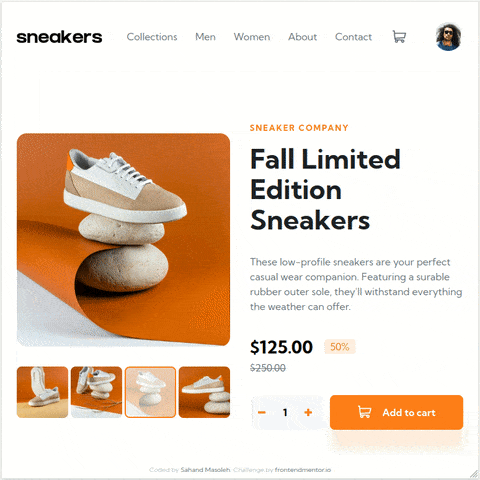 sneakers
Collections Men Women About Contact
SNEAKER COMPANY
Fall Limited
Edition
Sneakers
These low-profile sneakers are your perfect
casual wear companion. Featuring a surable
rubber outer sole, they'll withstand everything
the weather can offer.
$125.00 50%
$250.00
1
Add to cart
Coded by Sahand Masoleh. Challenge by frontendmentor.io